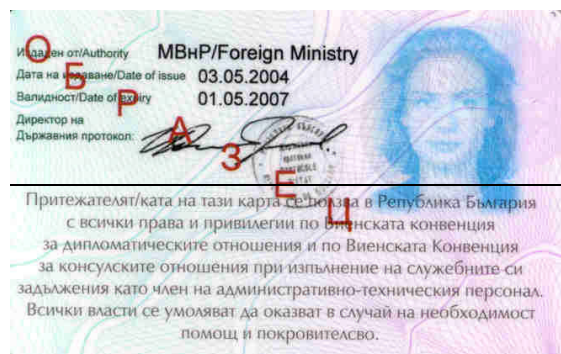 Издаден от/Authority МВнР/Foreign Ministry
Дата на издаване/Date of issue 03.05.2004
Валидност/Date of expiry 01.05.2007
Директор на
Държавния протокол:
ОБРАЗЕЦ
Притежателят/ката на тази карта се ползва в Република България
с всички права и привилегии по Виенската конвенция
за дипломатическите отношения и по Виенската Конвенция
за консулските отношения при изпълнение на служебните си
задължения като член на административно-техническия персонал.
Всички власти се умоляват да оказват в случай на необходимост
помощ и покровителсво.